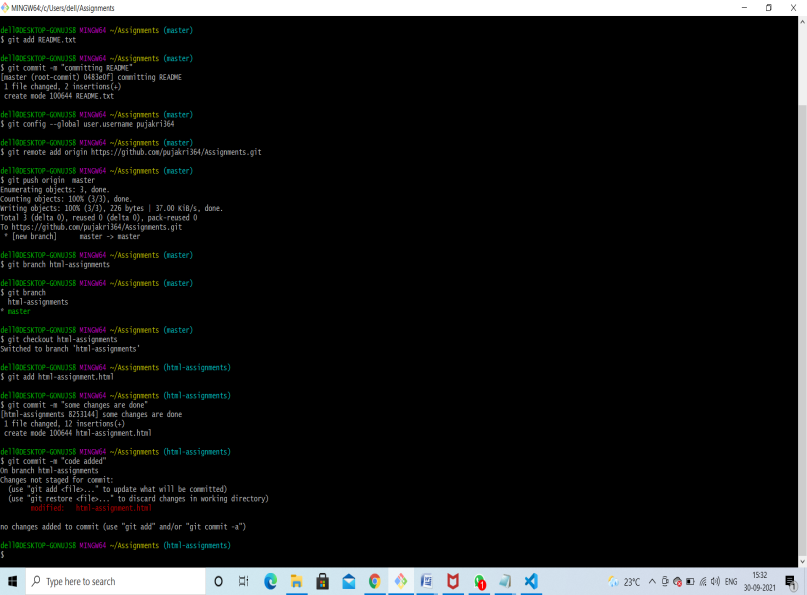 MINGW64:/c/Users/dell/Assignments
dell@DESKTOP-GONUJS8 MINGW64 ~/Assignments (master)
$ git add README.txt
dell@DESKTOP-GONUJS8 MINGW64 ~/Assignments (master)
$ git commit -m "committing README"
[master (root-commit) 0483e0f] committing README
1 file changed, 2 insertions(+)
create mode 100644 README.txt
dell@DESKTOP-GONUJS8 MINGW64 ~/Assignments (master)
$ git config --global user.username pujakri364
dell@DESKTOP-GONUJS8 MINGW64 ~/Assignments (master)
$ git remote add origin https://github.com/pujakri364/Assignments.git
dell@DESKTOP-GONUJS8 MINGW64 ~/Assignments (master)
$ git push origin  master
Enumerating objects: 3, done.
Counting objects: 100% (3/3), done.
Writing objects: 100% (3/3), 226 bytes | 37.00 KiB/s, done.
Total 3 (delta 0), reused 0 (delta 0), pack-reused 0
To https://github.com/pujakri364/Assignments.git
* [new branch]      master -> master
dell@DESKTOP-GONUJS8 MINGW64 ~/Assignments (master)
$ git branch html-assignments
dell@DESKTOP-GONUJS8 MINGW64 ~/Assignments (master)
$ git branch
html-assignments
* master
dell@DESKTOP-GONUJS8 MINGW64 ~/Assignments (master)
$ git checkout html-assignments
Switched to branch 'html-assignments'
dell@DESKTOP-GONUJS8 MINGW64 ~/Assignments (html-assignments)
$ git add html-assignment.html
dell@DESKTOP-GONUJS8 MINGW64 ~/Assignments (html-assignments)
$ git commit -m "some changes are done"
[html-assignments 8253144] some changes are done
1 file changed, 12 insertions(+)
create mode 100644 html-assignment.html
dell@DESKTOP-GONUJS8 MINGW64 ~/Assignments (html-assignments)
$ git commit -m "code added"
On branch html-assignments
Changes not staged for commit:
(use "git add <file>..." to update what will be committed)
(use "git restore <file>..." to discard changes in working directory)
modified:   html-assignment.html
no changes added to commit (use "git add" and/or "git commit -a")
dell@DESKTOP-GONUJS8 MINGW64 ~/Assignments (html-assignments)
$
Type here to search
23°C
ENG
15:32
30-09-2021